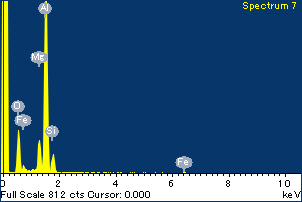 Spectrum 7
Al
Mg
O
Fe
Si
Fe
0 2 4 6 8 10
Full Scale 812 cts Cursor: 0.000 keV